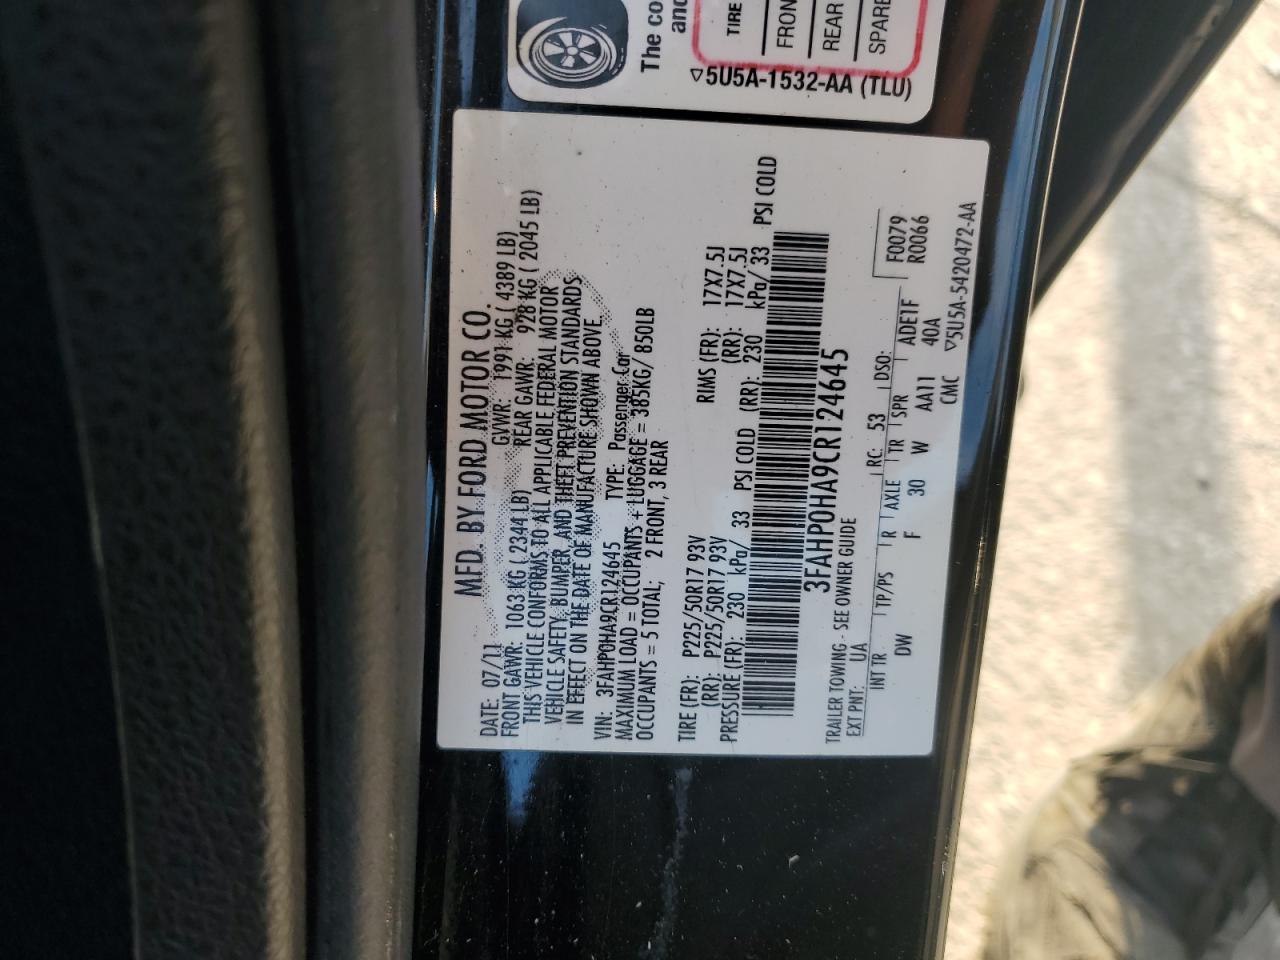 The co
and
TIRE
FRON
REAR
SPARE
▽5U5A-1532-AA (TLU)
MFD. BY FORD MOTOR CO.
DATE: 07/11 GVWR: 1991 KG ( 4389 LB)
FRONT GAWR: 1063 KG ( 2344 LB) REAR GAWR: 928 KG ( 2045 LB)
THIS VEHICLE CONFORMS TO ALL APPLICABLE FEDERAL MOTOR
VEHICLE SAFETY, BUMPER, AND THEFT PREVENTION STANDARDS
IN EFFECT ON THE DATE OF MANUFACTURE SHOWN ABOVE.
VIN: 3FAHP0HA9CR124645 TYPE: Passenger Car
MAXIMUM LOAD = OCCUPANTS + LUGGAGE = 385KG/ 850LB
OCCUPANTS = 5 TOTAL; 2 FRONT, 3 REAR
TIRE (FR): P225/50R17 93V RAMS (FR): 17X7.5J
(RR): P225/50R17 93V (RR): 17X7.5J
PRESSURE (FR): 230 kPa/ 33 PSI COLD (RR): 230 kPa/ 33 PSI COLD
3FAHP0HA9CR124645
TRAILER TOWING - SEE OWNER GUIDE
EXT PNT: UA RC: 53 DSO: F0079
R0066
INT TR TP/PS R AXLE TR SPR ADE1F
DW F 30 W AA11 40A
CMC ▽5U5A-5420472-AA